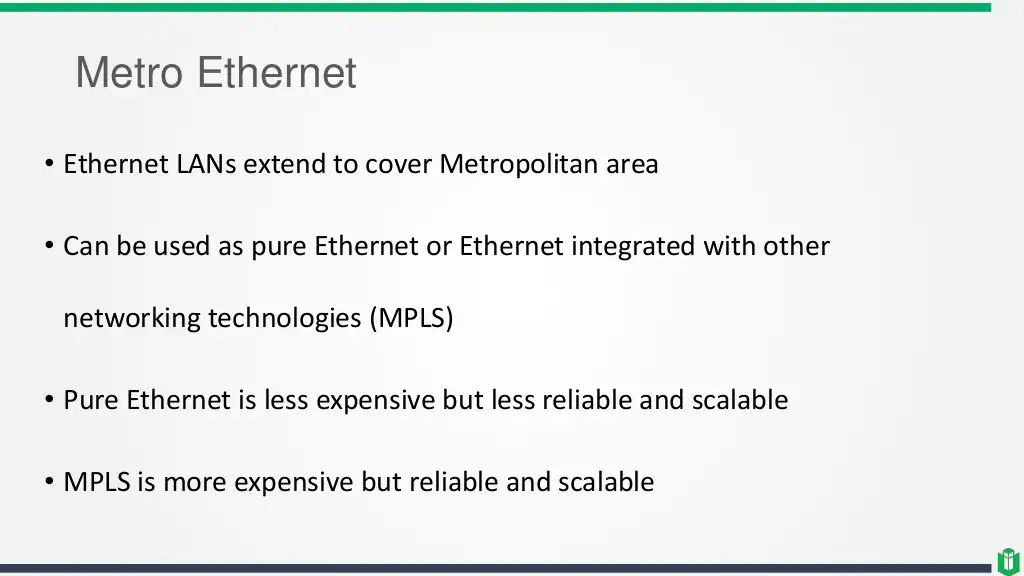 Metro Ethernet
• Ethernet LANs extend to cover Metropolitan area
• Can be used as pure Ethernet or Ethernet integrated with other
networking technologies (MPLS)
• Pure Ethernet is less expensive but less reliable and scalable
• MPLS is more expensive but reliable and scalable